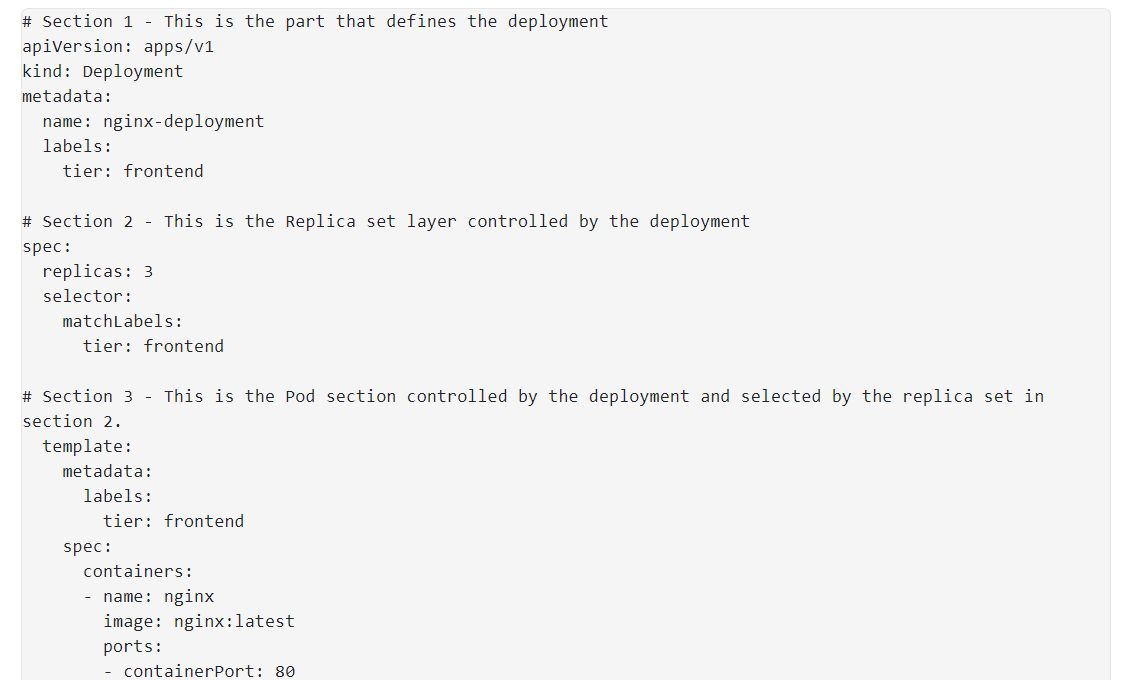 # Section 1 - This is the part that defines the deployment
apiVersion: apps/v1
kind: Deployment
metadata:
  name: nginx-deployment
  labels:
    tier: frontend

# Section 2 - This is the Replica set layer controlled by the deployment
spec:
  replicas: 3
  selector:
    matchLabels:
      tier: frontend

# Section 3 - This is the Pod section controlled by the deployment and selected by the replica set in
section 2.
  template:
    metadata:
      labels:
        tier: frontend
    spec:
      containers:
      - name: nginx
        image: nginx:latest
        ports:
        - containerPort: 80